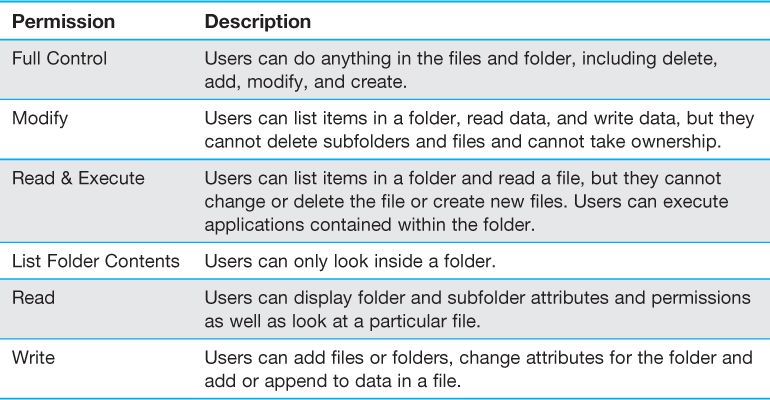 Permission Description
Full Control Users can do anything in the files and folder, including delete,
add, modify, and create.
Modify Users can list items in a folder, read data, and write data, but they
cannot delete subfolders and files and cannot take ownership.
Read & Execute Users can list items in a folder and read a file, but they cannot
change or delete the file or create new files. Users can execute
applications contained within the folder.
List Folder Contents Users can only look inside a folder.
Read Users can display folder and subfolder attributes and permissions
as well as look at a particular file.
Write Users can add files or folders, change attributes for the folder and
add or append to data in a file.